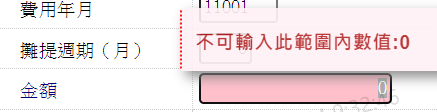 費用年月 11001
不可輸入此範圍內數值:0
攤提週期（月）
金額 0